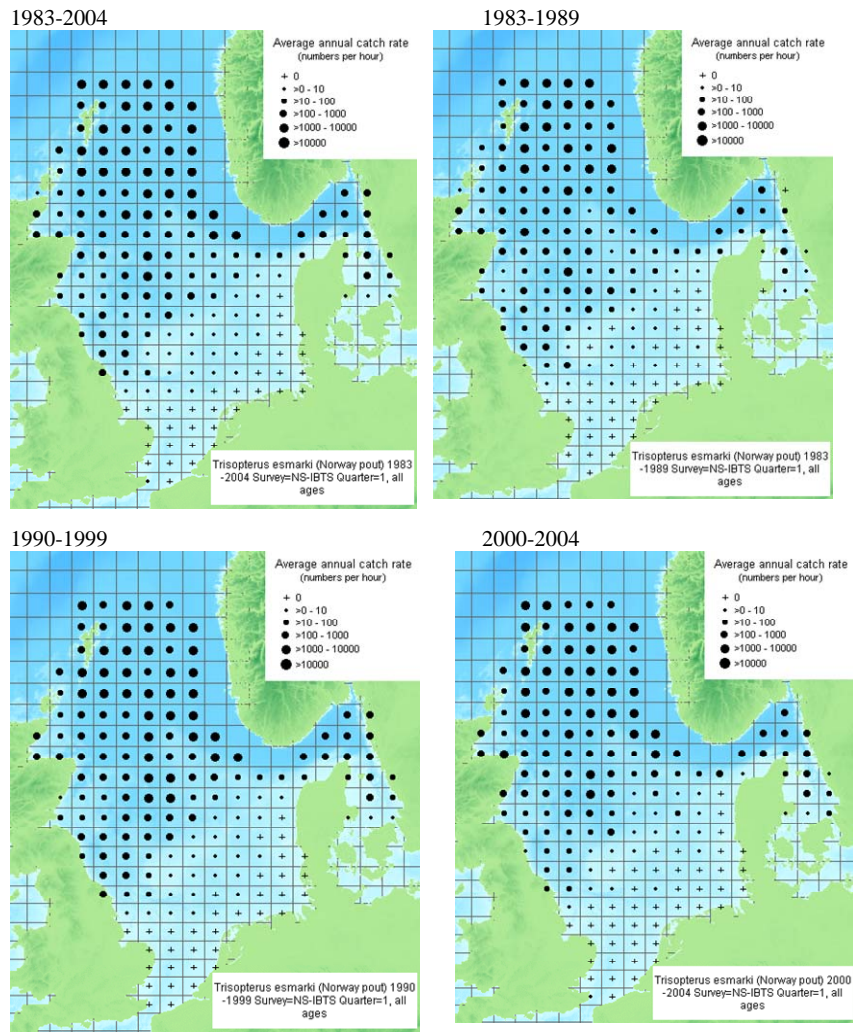 1983-2004
Average annual catch rate
(numbers per hour)
0
>0 - 10
>10 - 100
>100 - 1000
>1000 - 10000
>10000
Trisopterus esmarki (Norway pout) 1983
-2004 Survey=NS-IBTS Quarter=1, all
ages
1983-1989
Average annual catch rate
(numbers per hour)
0
>0 - 10
>10 - 100
>100 - 1000
>1000 - 10000
>10000
Trisopterus esmarki (Norway pout) 1983
-1989 Survey=NS-IBTS Quarter=1, all
ages
1990-1999
Average annual catch rate
(numbers per hour)
0
>0 - 10
>10 - 100
>100 - 1000
>1000 - 10000
>10000
Trisopterus esmarki (Norway pout) 1990
-1999 Survey=NS-IBTS Quarter=1, all
ages
2000-2004
Average annual catch rate
(numbers per hour)
0
>0 - 10
>10 - 100
>100 - 1000
>1000 - 10000
>10000
Trisopterus esmarki (Norway pout) 2000
-2004 Survey=NS-IBTS Quarter=1, all
ages